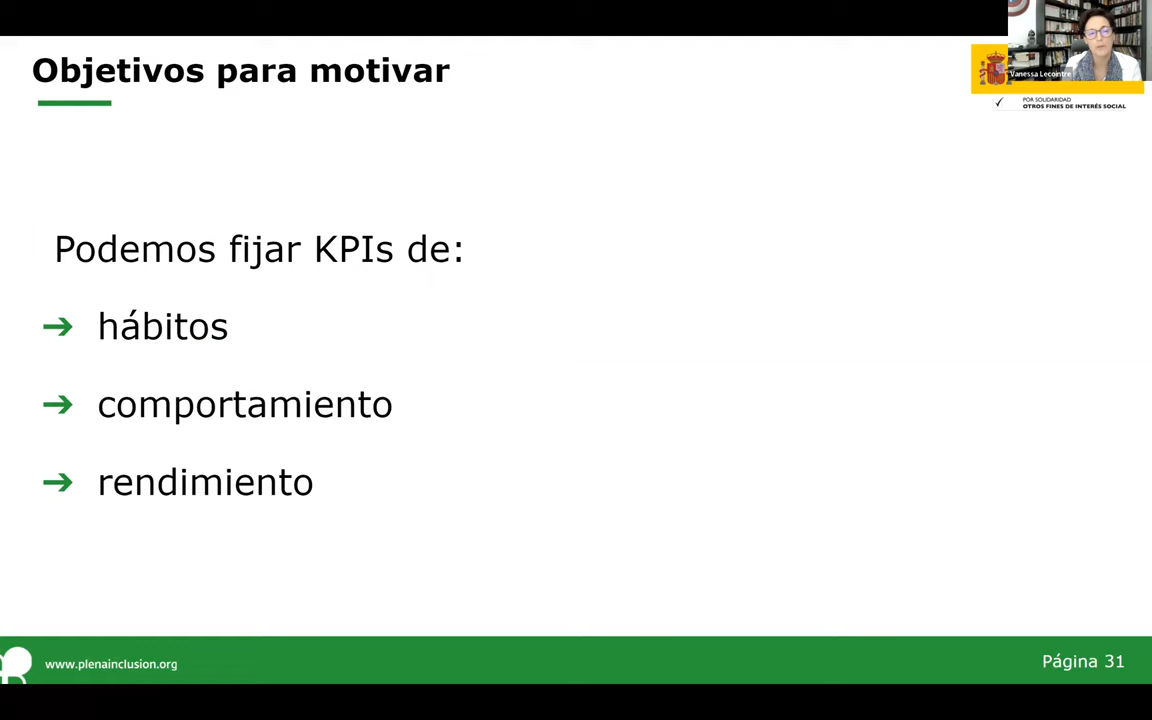 Objetivos para motivar
Vanessa Lecointre
POR SOLIDARIDAD
OTROS FINES DE INTERÉS SOCIAL
Podemos fijar KPIs de:
➔ hábitos
➔ comportamiento
➔ rendimiento
www.plenainclusion.org
Página 31